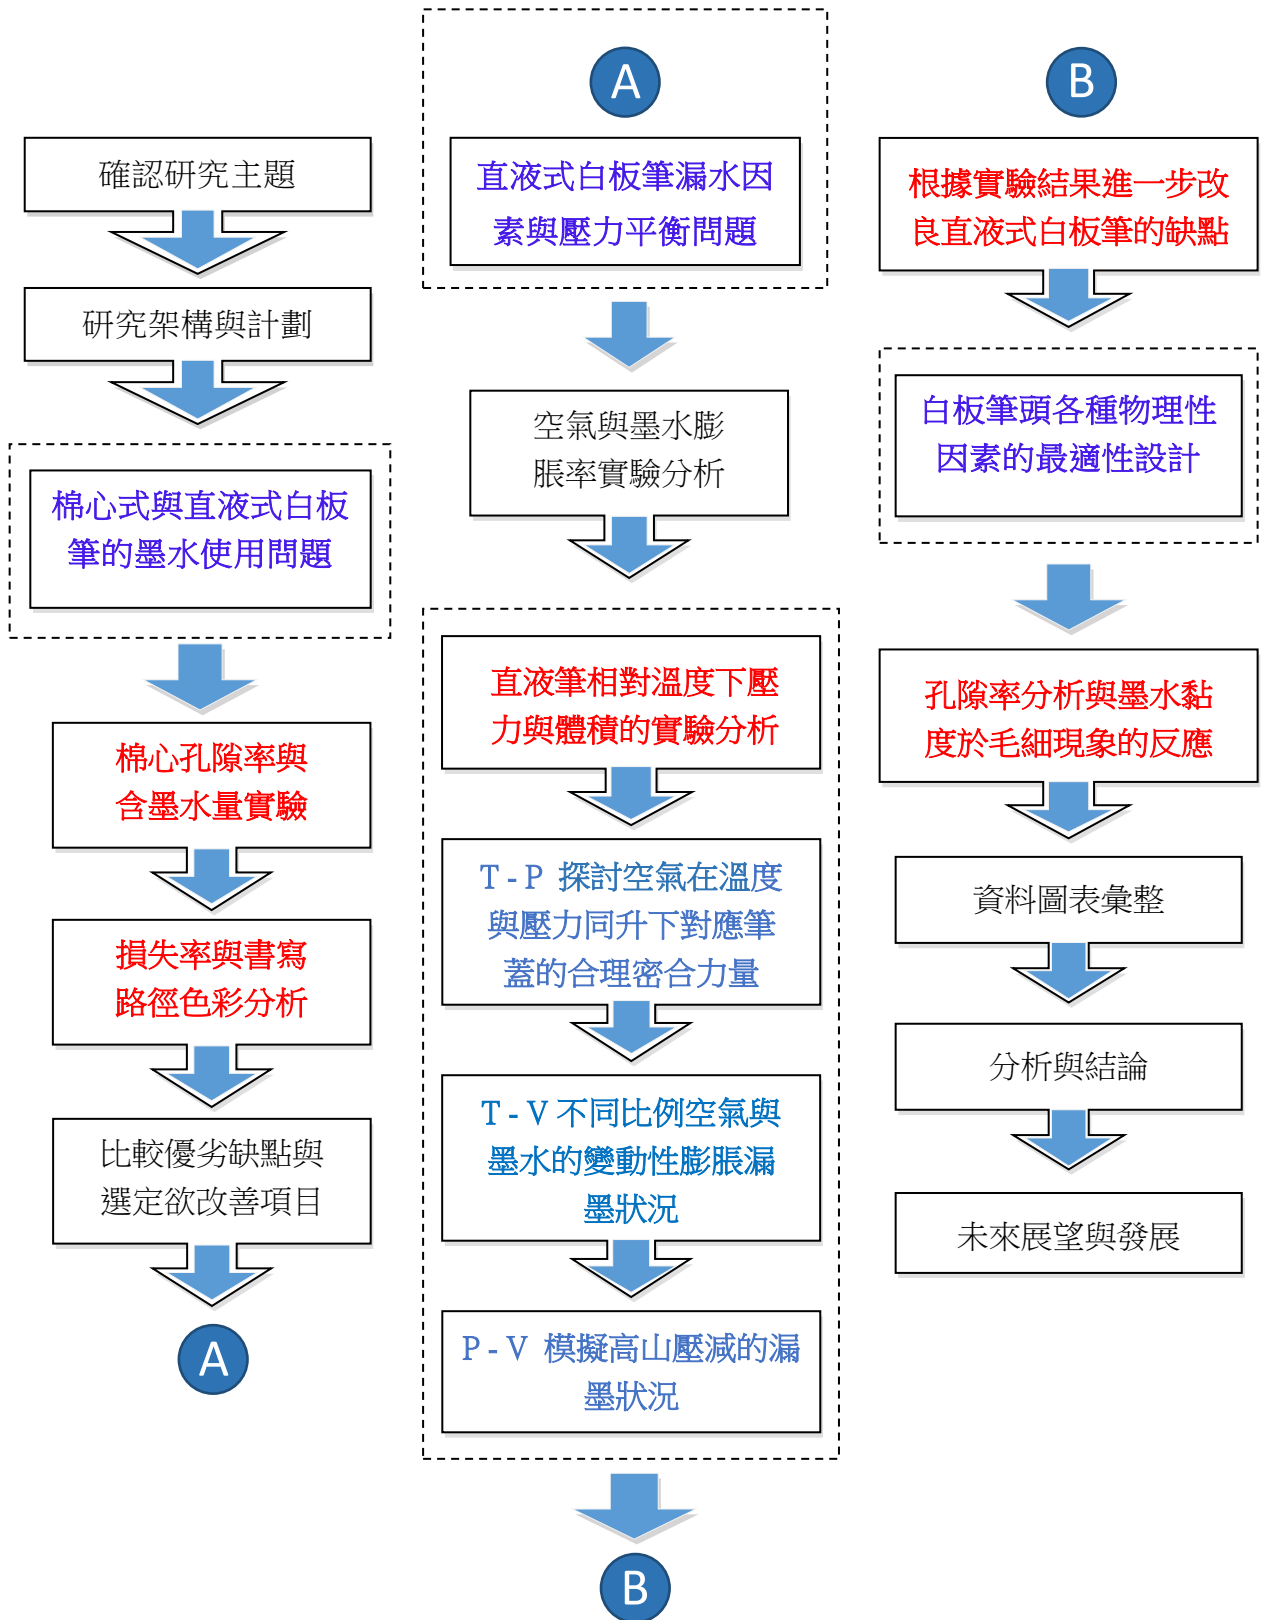 確認研究主題
研究架構與計劃
棉心式與直液式白板
筆的墨水使用問題
棉心孔隙率與
含墨水量實驗
損失率與書寫
路徑色彩分析
比較優劣缺點與
選定欲改善項目
A
A
直液式白板筆漏水因
素與壓力平衡問題
空氣與墨水膨
脹率實驗分析
直液筆相對溫度下壓
力與體積的實驗分析
T - P 探討空氣在溫度
與壓力同升下對應筆
蓋的合理密合力量
T - V 不同比例空氣與
墨水的變動性膨脹漏
墨狀況
P - V 模擬高山壓減的漏
墨狀況
B
B
根據實驗結果進一步改
良直液式白板筆的缺點
白板筆頭各種物理性
因素的最適性設計
孔隙率分析與墨水黏
度於毛細現象的反應
資料圖表彙整
分析與結論
未來展望與發展